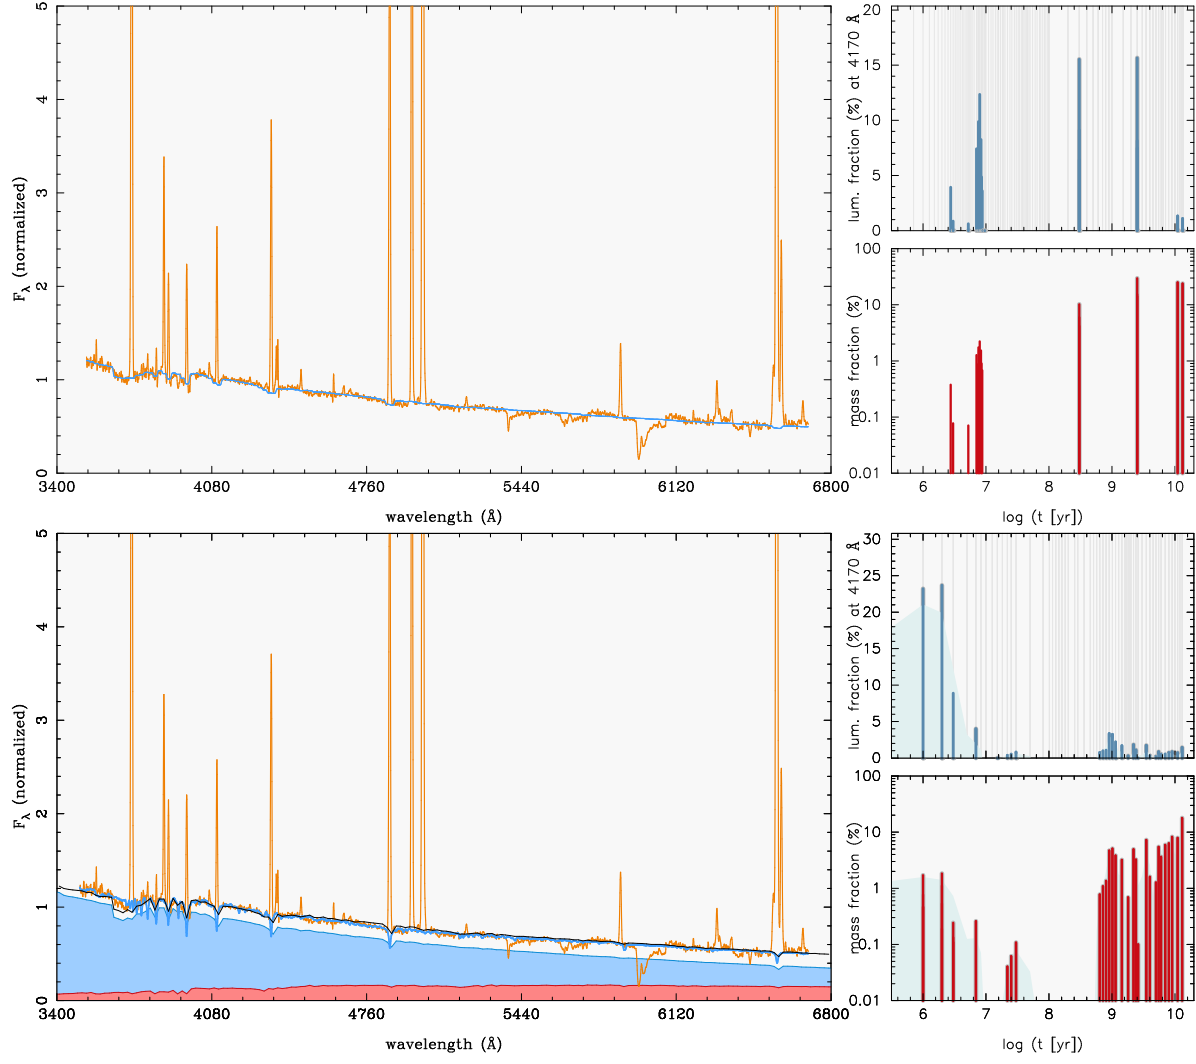 5
4
3
2
1
0
F_λ (normalized)
3400 4080 4760 5440 6120 6800
wavelength (Å)
20
15
10
5
0
lum. fraction (%) at 4170 Å
100
10
1
0.1
0.01
mass fraction (%)
6 7 8 9 10
log (t [yr])
5
4
3
2
1
0
F_λ (normalized)
3400 4080 4760 5440 6120 6800
wavelength (Å)
30
25
20
15
10
5
0
lum. fraction (%) at 4170 Å
100
10
1
0.1
0.01
mass fraction (%)
6 7 8 9 10
log (t [yr])